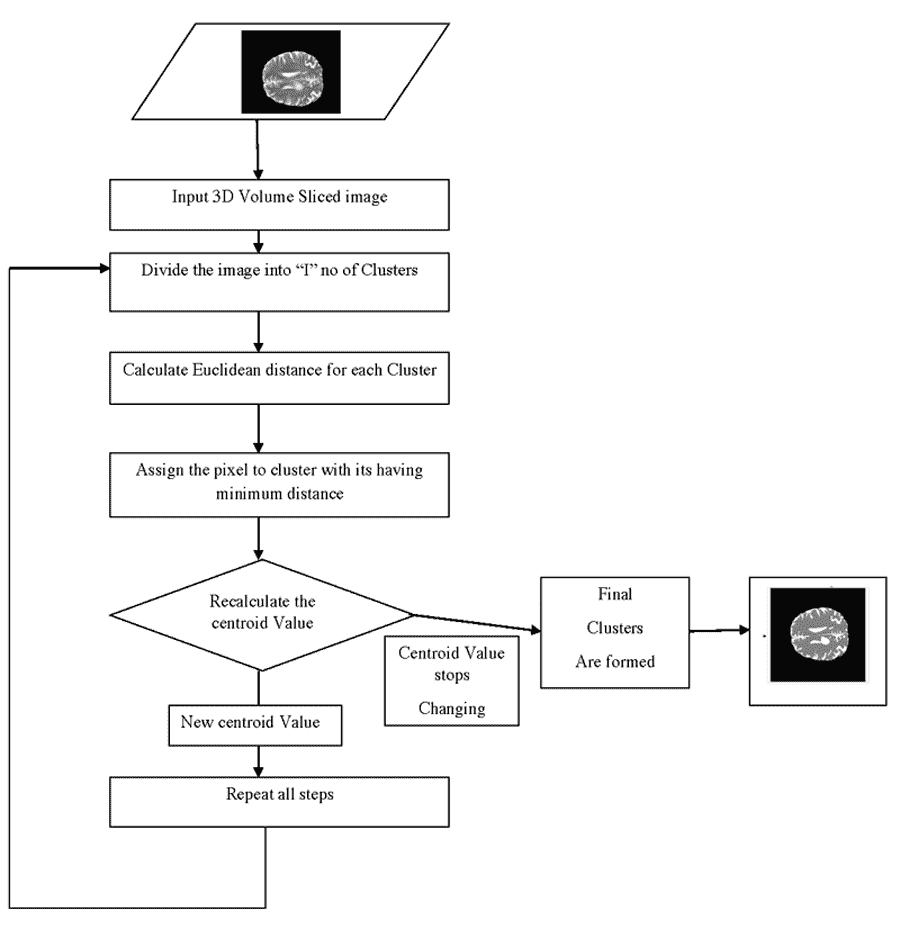 Input 3D Volume Sliced image
Divide the image into “I” no of Clusters
Calculate Euclidean distance for each Cluster
Assign the pixel to cluster with its having
minimum distance
Recalculate the
centroid Value
Centroid Value
stops
Changing
Final
Clusters
Are formed
New centroid Value
Repeat all steps